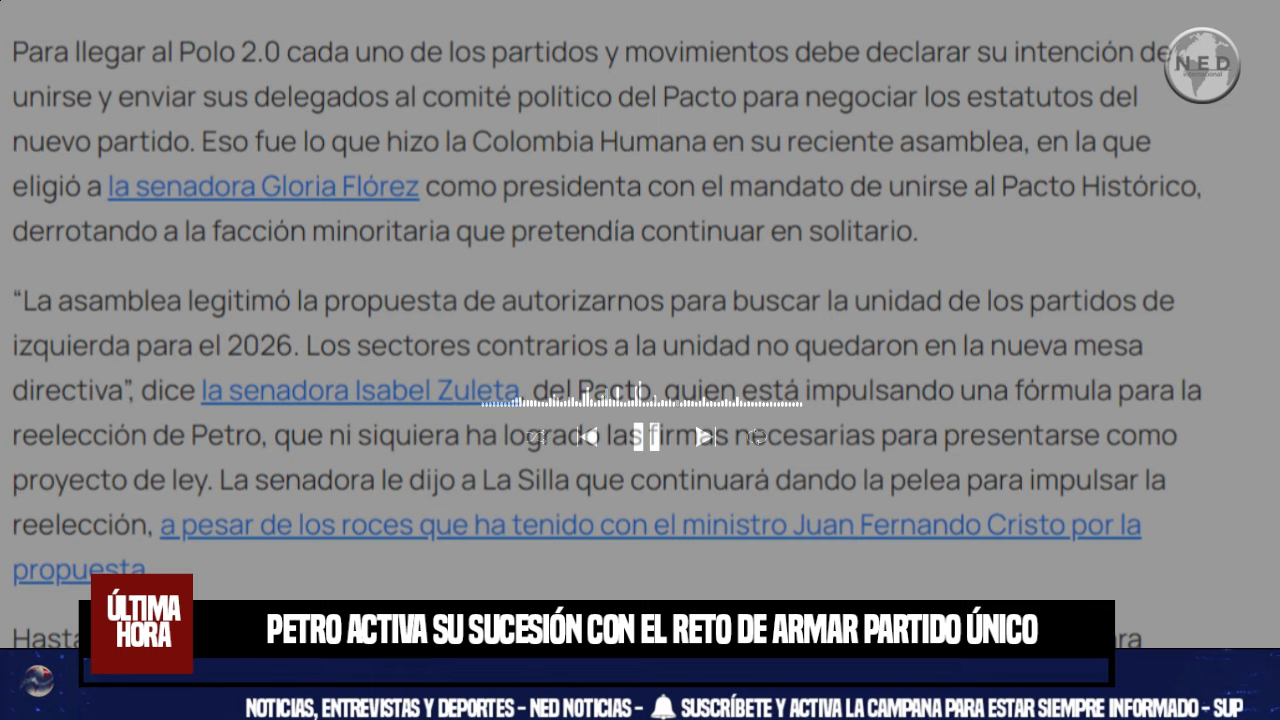 Para llegar al Polo 2.0 cada uno de los partidos y movimientos debe declarar su intención de
NED
international
unirse y enviar sus delegados al comité político del Pacto para negociar los estatutos del
nuevo partido. Eso fue lo que hizo la Colombia Humana en su reciente asamblea, en la que
eligió a la senadora Gloria Flórez como presidenta con el mandato de unirse al Pacto Histórico,
derrotando a la facción minoritaria que pretendía continuar en solitario.
“La asamblea legitimó la propuesta de autorizarnos para buscar la unidad de los partidos de
izquierda para el 2026. Los sectores contrarios a la unidad no quedaron en la nueva mesa
directiva”, dice la senadora Isabel Zuleta, del Pacto, quien está impulsando una fórmula para la
reelección de Petro, que ni siquiera ha logrado las firmas necesarias para presentarse como
proyecto de ley. La senadora le dijo a La Silla que continuará dando la pelea para impulsar la
reelección, a pesar de los roces que ha tenido con el ministro Juan Fernando Cristo por la
propuesta
ÚLTIMA
HORA
PETRO ACTIVA SU SUCESIÓN CON EL RETO DE ARMAR PARTIDO ÚNICO
NOTICIAS, ENTREVISTAS Y DEPORTES - NED NOTICIAS - 🔔 SUSCRÍBETE Y ACTIVA LA CAMPANA PARA ESTAR SIEMPRE INFORMADO - SUP